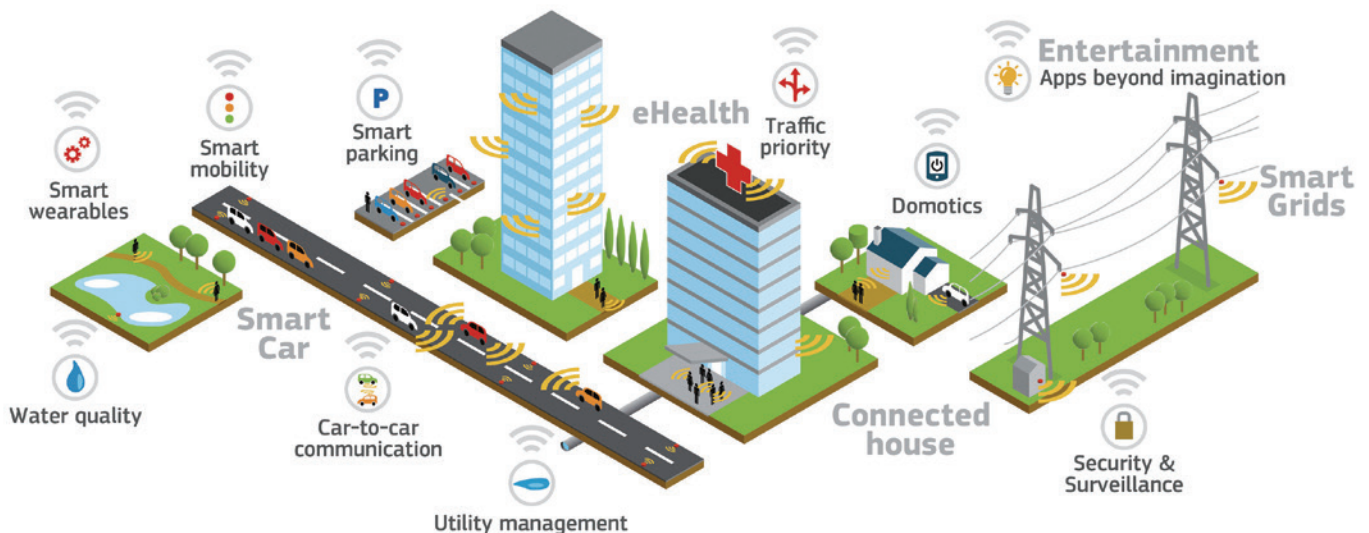 Entertainment
Apps beyond imagination
P
Smart
parking
eHealth
Traffic
priority
Smart
mobility
Smart
wearables
Domotics
Smart
Grids
Smart
Car
Water quality
Car-to-car
communication
Connected
house
Security &
Surveillance
Utility management